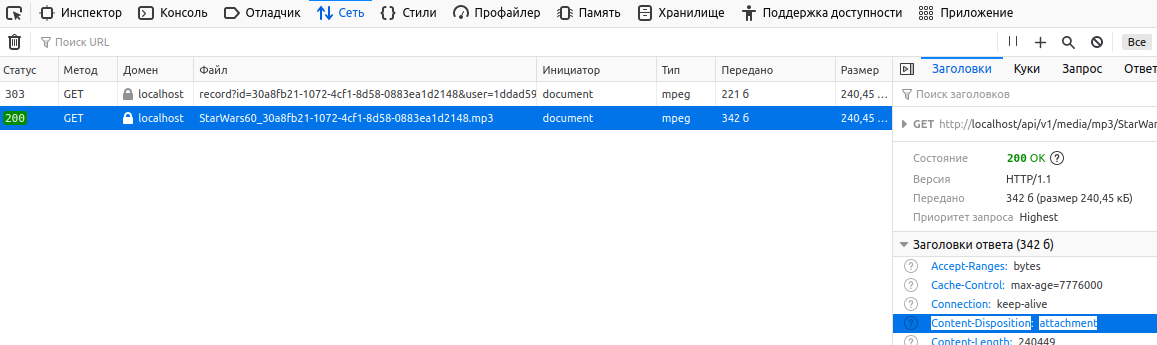 Инспектор Консоль Отладчик Сеть Стили Профайлер Память Хранилище Поддержка доступности Приложение
Поиск URL Все
Статус Метод Домен Файл Инициатор Тип Передано Размер
303 GET localhost record?id=30a8fb21-1072-4cf1-8d58-0883ea1d2148&user=1ddad59 document mpeg 221 б 240,45 …
200 GET localhost StarWars60_30a8fb21-1072-4cf1-8d58-0883ea1d2148.mp3 document mpeg 342 б 240,45 …
Заголовки Куки Запрос Ответ
Поиск заголовков
GET http://localhost/api/v1/media/mp3/StarWar
Состояние 200 OK
Версия HTTP/1.1
Передано 342 б (размер 240,45 кБ)
Приоритет запроса Highest
Заголовки ответа (342 б)
Accept-Ranges: bytes
Cache-Control: max-age=7776000
Connection: keep-alive
Content-Disposition: attachment
Content-Length: 240449